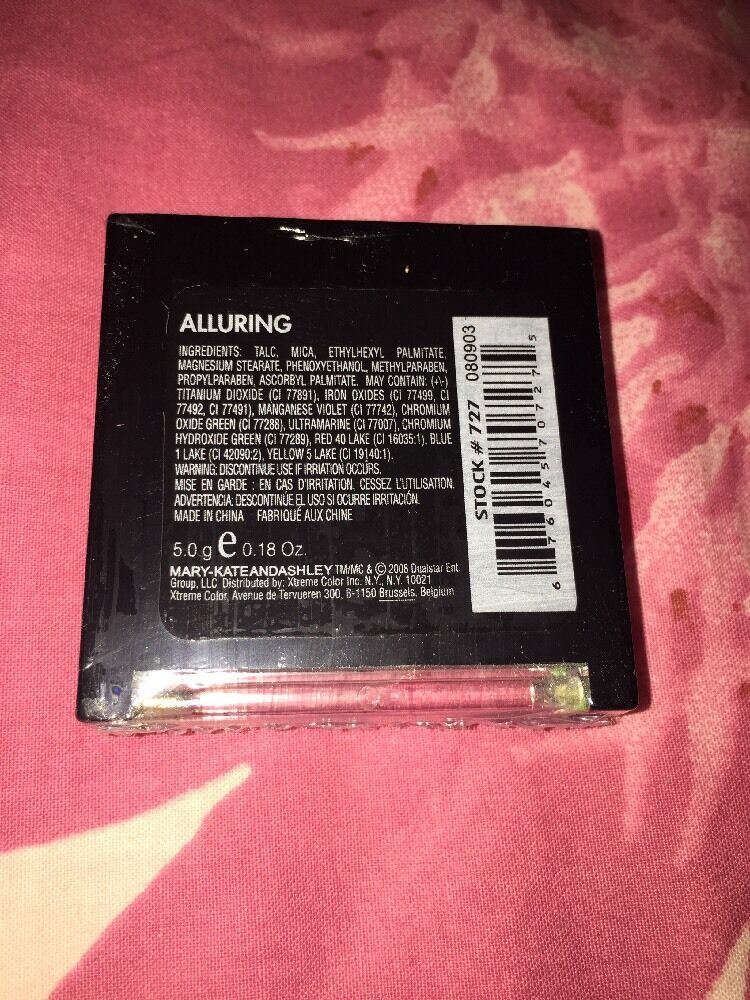 ALLURING
INGREDIENTS: TALC, MICA, ETHYLHEXYL PALMITATE,
MAGNESIUM STEARATE, PHENOXYETHANOL, METHYLPARABEN,
PROPYLPARABEN, ASCORBYL PALMITATE. MAY CONTAIN: (+\-)
TITANIUM DIOXIDE (CI 77891), IRON OXIDES (CI 77499, CI
77492, CI 77491), MANGANESE VIOLET (CI 77742), CHROMIUM
OXIDE GREEN (CI 77288), ULTRAMARINE (CI 77007), CHROMIUM
HYDROXIDE GREEN (CI 77289), RED 40 LAKE (CI 16035:1), BLUE
1 LAKE (CI 42090:2), YELLOW 5 LAKE (CI 19140:1).
WARNING: DISCONTINUE USE IF IRRIATION OCCURS.
MISE EN GARDE : EN CAS D'IRRITATION. CESSEZ L'UTILISATION.
ADVERTENCIA: DESCONTINÚE EL USO SI OCURRE IRRITACIÓN.
MADE IN CHINA FABRIQUÉ AUX CHINE
5.0 g e 0.18 Oz.
MARY-KATEANDASHLEY TM/MC & © 2006 Dualstar Ent.
Group, LLC Distributed by: Xtreme Color Inc. N.Y., N.Y. 10021
Xtreme Color, Avenue de Tervueren 300, B-1150 Brussels, Belgium
STOCK # 727 080903
6 76045 70727 5